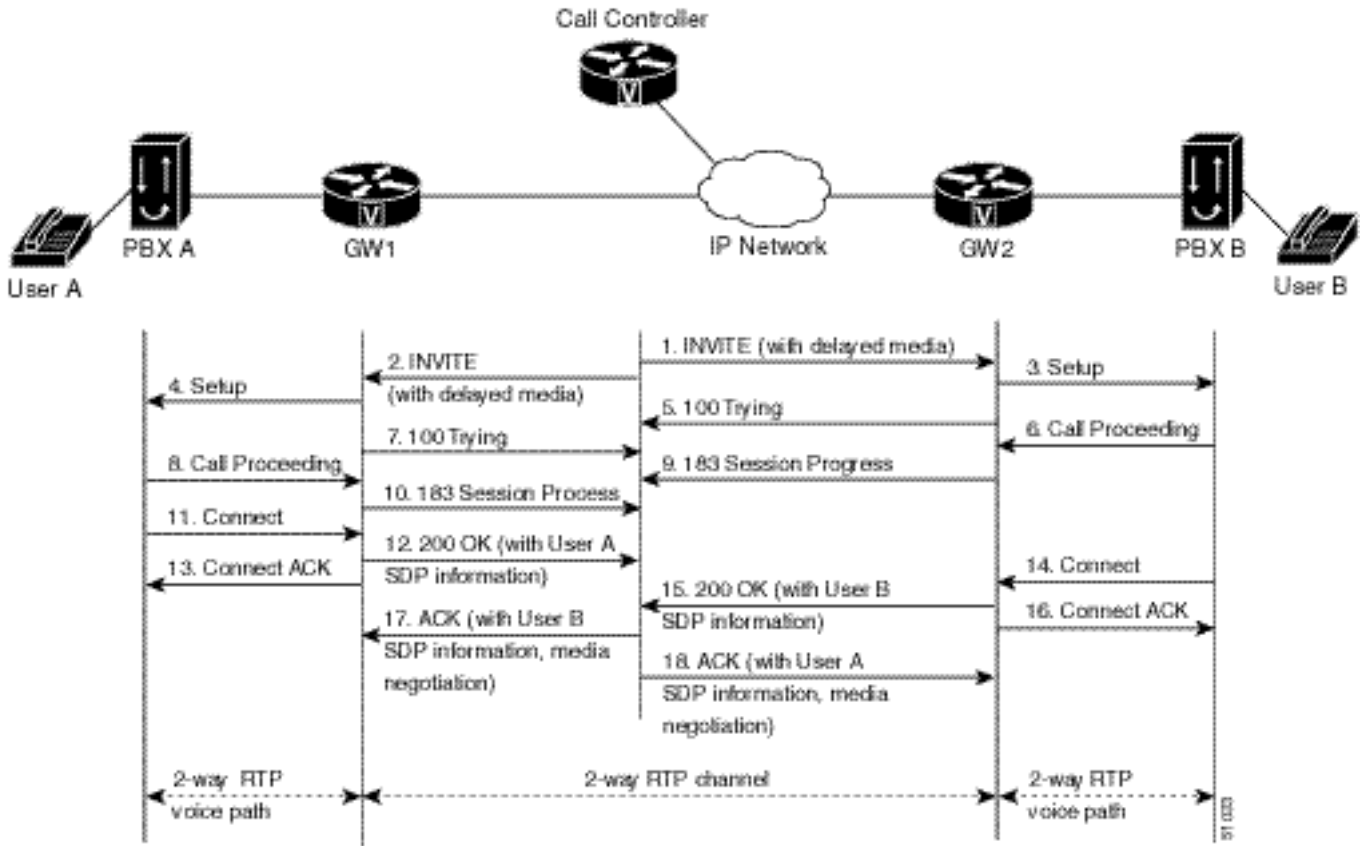 Call Controller
PBX A
GW1
IP Network
GW2
PBX B
User A
User B
1. INVITE (with delayed media)
2. INVITE
(with delayed media)
3. Setup
4. Setup
5. 100 Trying
6. Call Proceeding
7. 100 Trying
8. Call Proceeding
9. 183 Session Progress
10. 183 Session Process
11. Connect
12. 200 OK (with User A
SDP information)
13. Connect ACK
14. Connect
15. 200 OK (with User B
SDP information)
16. Connect ACK
17. ACK (with User B
SDP information, media
negotiation)
18. ACK (with User A
SDP information, media
negotiation)
2-way RTP
voice path
2-way RTP channel
2-way RTP
voice path